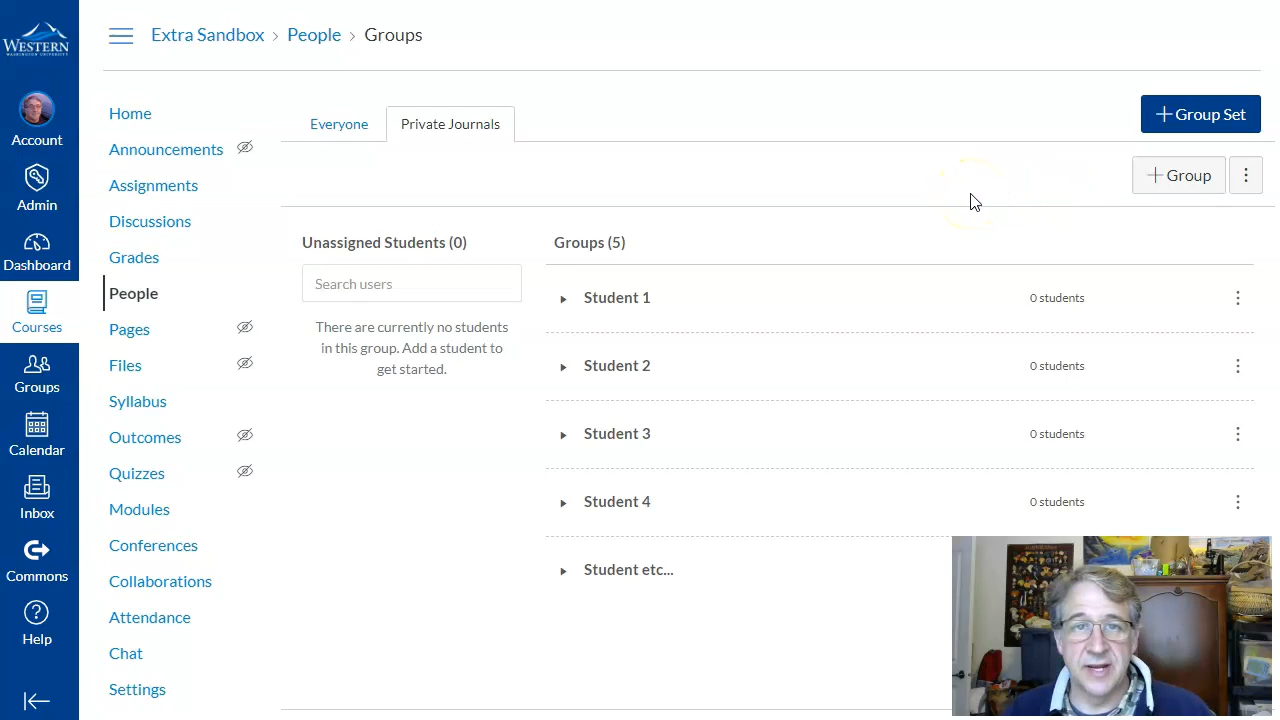 WESTERN
WASHINGTON UNIVERSITY
Extra Sandbox > People > Groups
Account
Admin
Dashboard
Courses
Groups
Calendar
Inbox
Commons
Help
Home
Announcements
Assignments
Discussions
Grades
People
Pages
Files
Syllabus
Outcomes
Quizzes
Modules
Conferences
Collaborations
Attendance
Chat
Settings
Everyone
Private Journals
+ Group Set
+ Group
Unassigned Students (0)
Search users
There are currently no students
in this group. Add a student to
get started.
Groups (5)
Student 1 0 students
Student 2 0 students
Student 3 0 students
Student 4 0 students
Student etc...